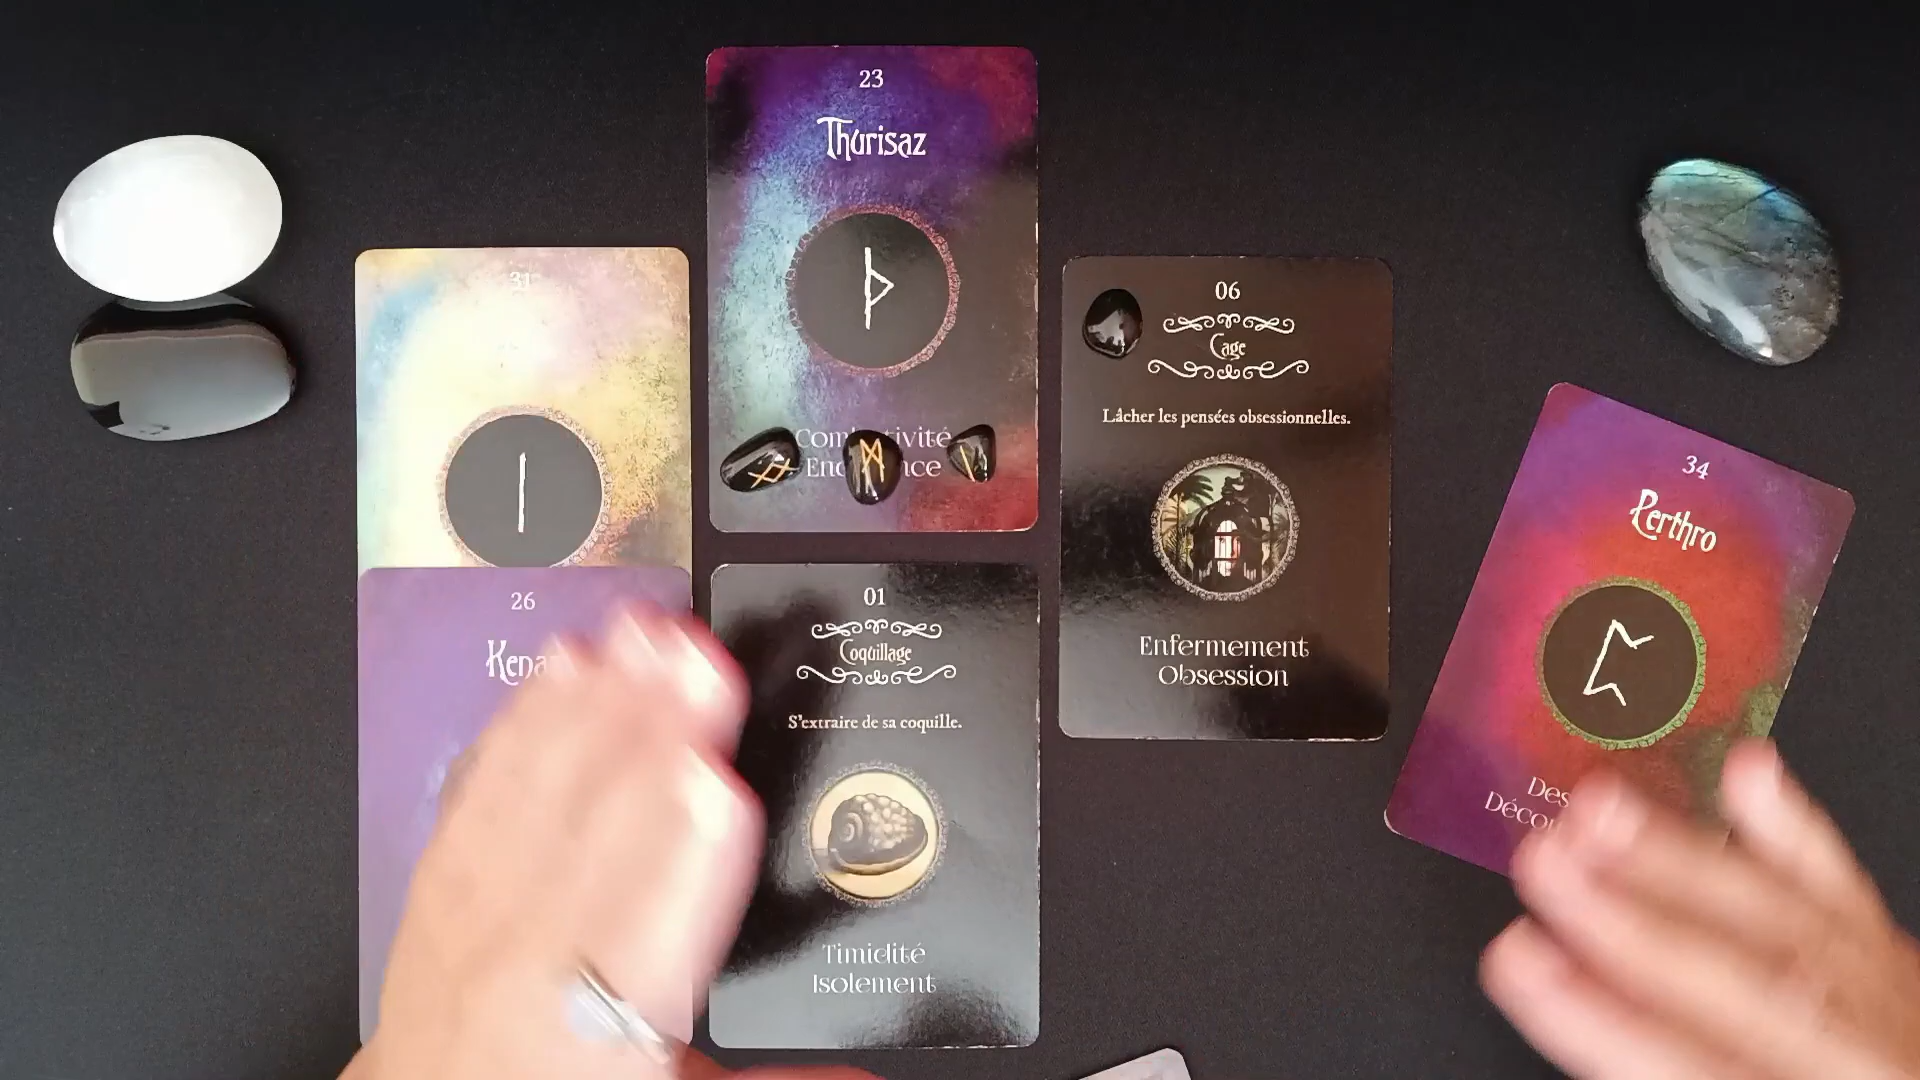 23
Thurisaz
31
06
Cage
Lâcher les pensées obsessionnelles.
Enfermement
Obsession
34
Perthro
26
01
Coquillage
S'extraire de sa coquille.
Timidité
Isolement